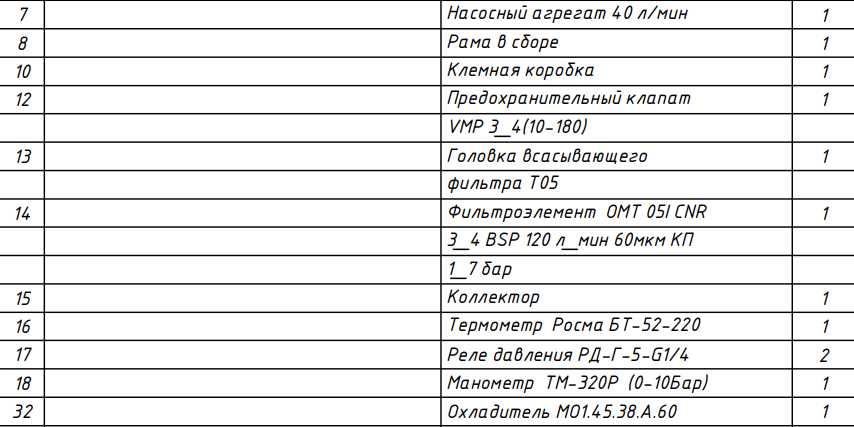 7 Насосный агрегат 40 л/мин 1
8 Рама в сборе 1
10 Клемная коробка 1
12 Предохранительный клапат 1
VMP 3_4(10-180)
13 Головка всасывающего 1
фильтра Т05
14 Фильтроэлемент OMT 05I CNR 1
3_4 BSP 120 л_мин 60мкм КП
1_7 бар
15 Коллектор 1
16 Термометр Росма БТ-52-220 1
17 Реле давления РД-Г-5-G1/4 2
18 Манометр ТМ-320Р (0-10Бар) 1
32 Охладитель МО1.45.38.А.60 1